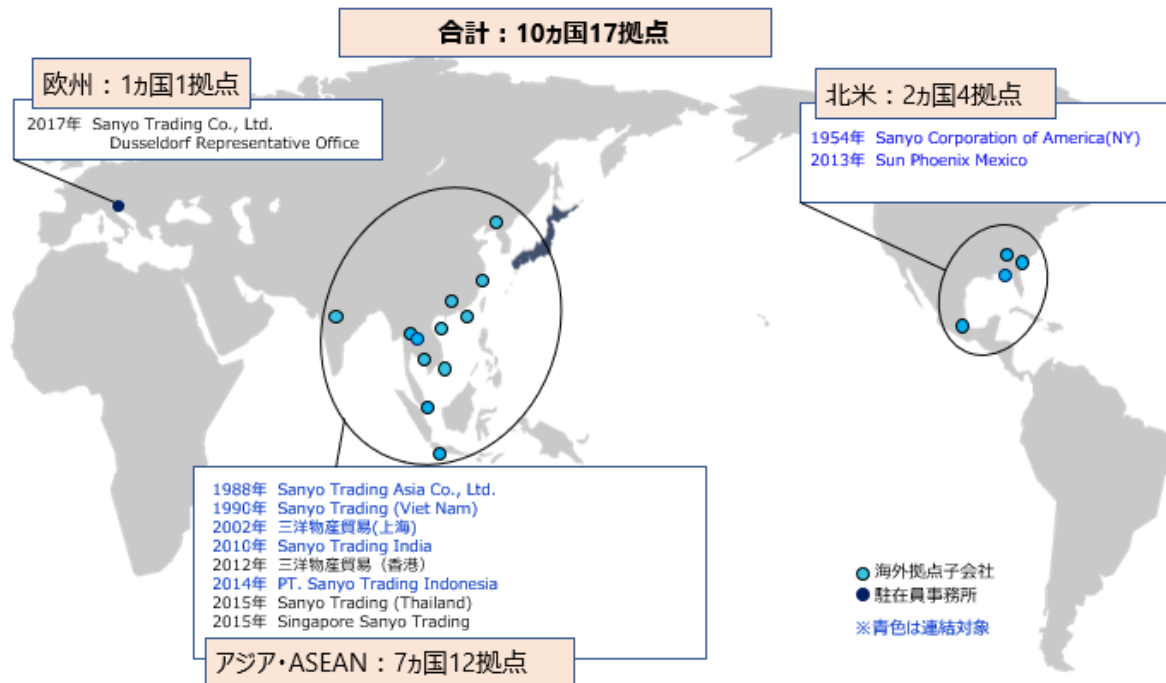 合計：10ヵ国17拠点
欧州：1ヵ国1拠点
2017年 Sanyo Trading Co., Ltd.
Dusseldorf Representative Office
北米：2ヵ国4拠点
1954年 Sanyo Corporation of America(NY)
2013年 Sun Phoenix Mexico
1988年 Sanyo Trading Asia Co., Ltd.
1990年 Sanyo Trading (Viet Nam)
2002年 三洋物産貿易(上海)
2010年 Sanyo Trading India
2012年 三洋物産貿易（香港）
2014年 PT. Sanyo Trading Indonesia
2015年 Sanyo Trading (Thailand)
2015年 Singapore Sanyo Trading
アジア・ASEAN：7ヵ国12拠点
海外拠点子会社
駐在員事務所
※青色は連結対象